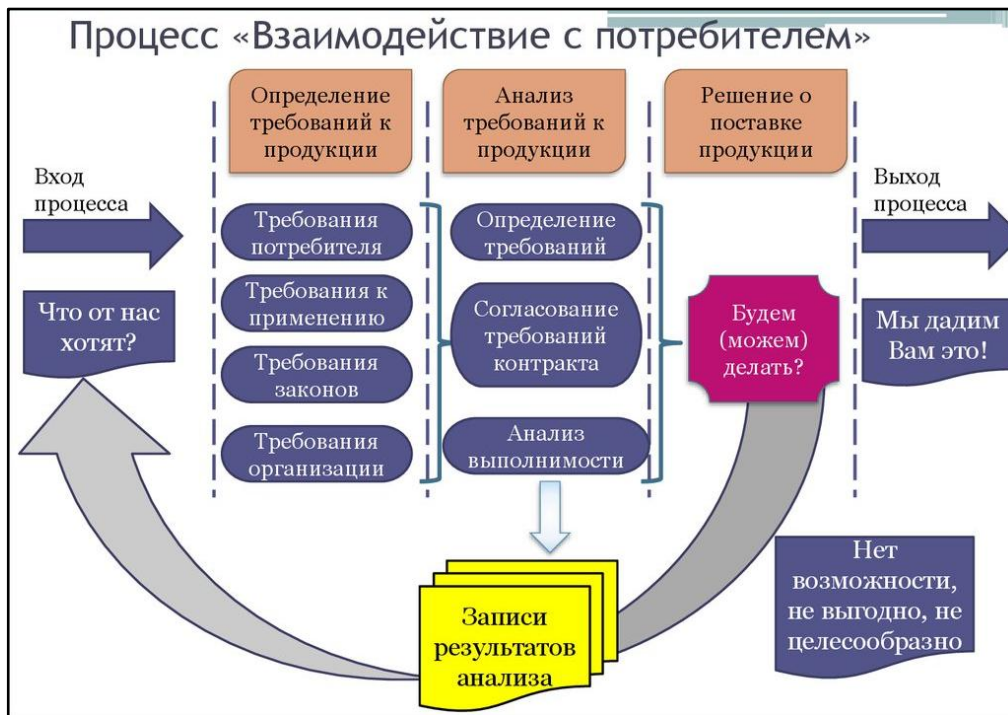 Процесс «Взаимодействие с потребителем»
Определение
требований к
продукции
Анализ
требований к
продукции
Решение о
поставке
продукции
Вход
процесса
Выход
процесса
Что от нас
хотят?
Требования
потребителя
Требования к
применению
Требования
законов
Требования
организации
Определение
требований
Согласование
требований
контракта
Анализ
выполнимости
Будем
(можем)
делать?
Мы дадим
Вам это!
Записи
результатов
анализа
Нет
возможности,
не выгодно, не
целесообразно